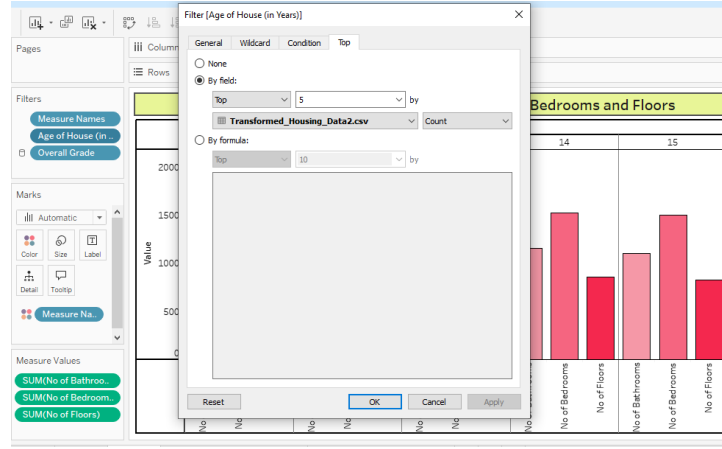 Filter [Age of House (in Years)]
Pages
Columns
Rows
Filters
Measure Names
Age of House (in ..
Overall Grade
Marks
Automatic
Color
Size
Label
Detail
Tooltip
Measure Na..
Measure Values
SUM(No of Bathroo..
SUM(No of Bedroom..
SUM(No of Floors)
General
Wildcard
Condition
Top
None
By field:
Top
5
by
Transformed_Housing_Data2.csv
Count
By formula:
Top
10
by
Reset
OK
Cancel
Apply
Bedrooms and Floors
14
15
2000
1500
1000
500
0
Value
No of Bedrooms
No of Floors
No of Bathrooms
No of Bedrooms
No of Floors